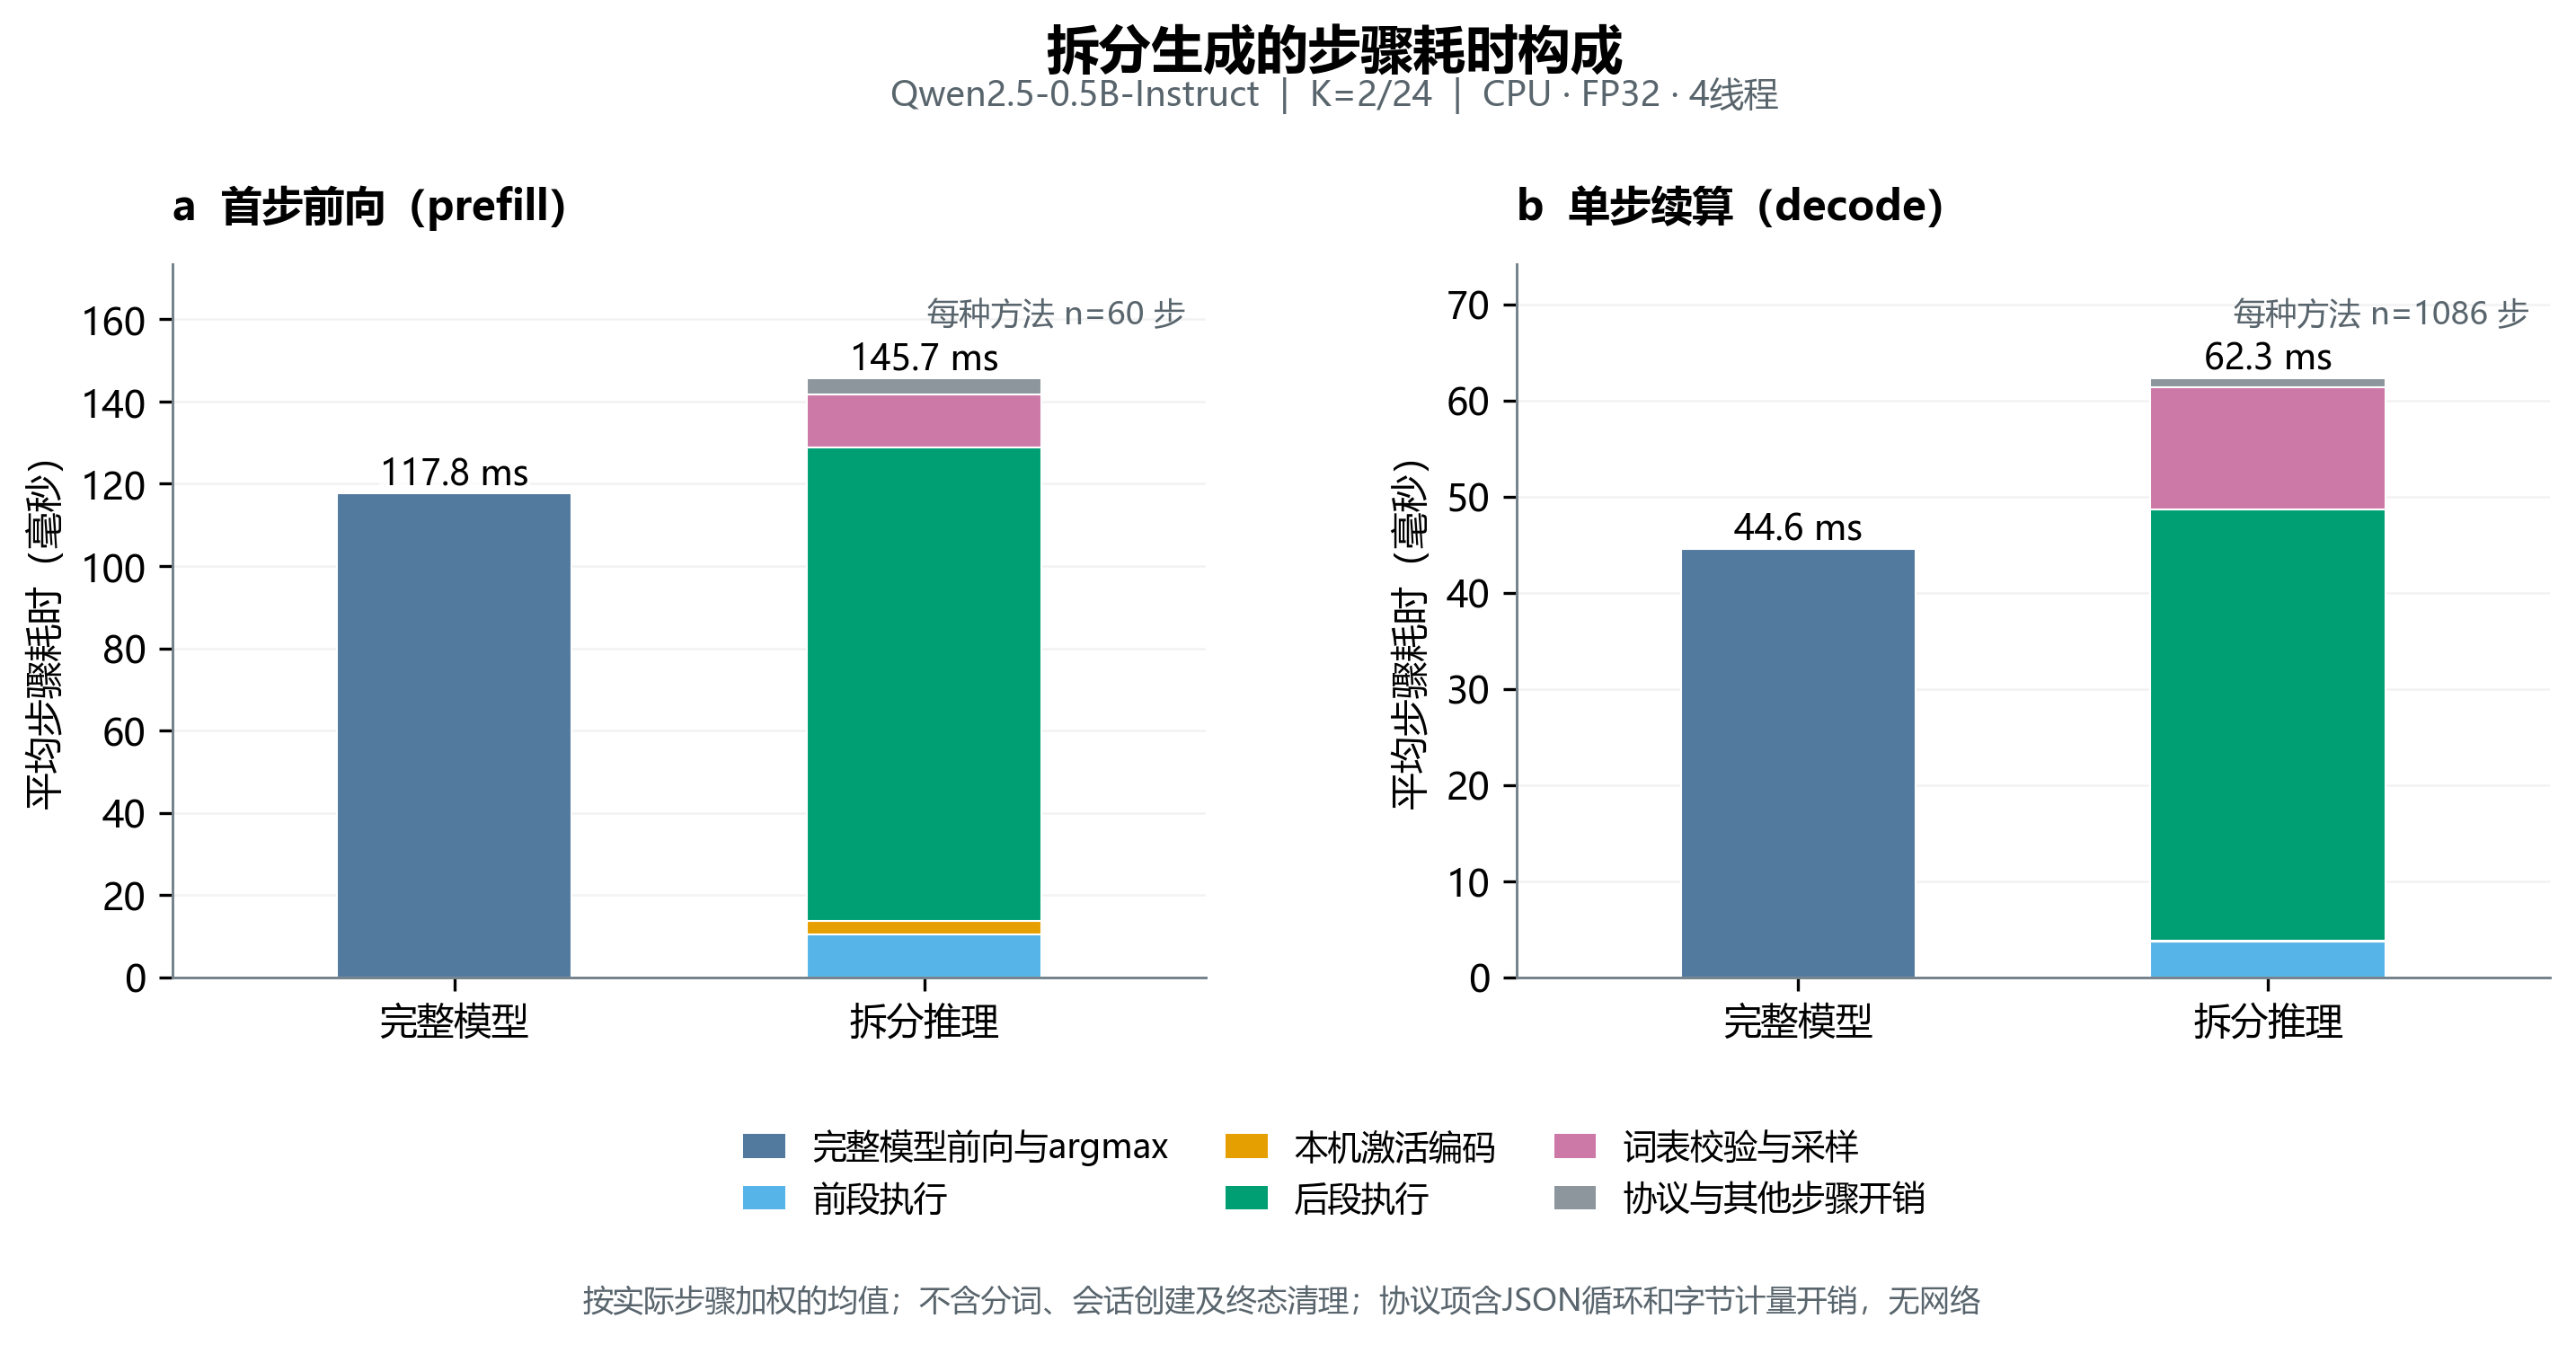 拆分生成的步骤耗时构成
Qwen2.5-0.5B-Instruct | K=2/24 | CPU · FP32 · 4线程
a 首步前向（prefill）
平均步骤耗时（毫秒）
160
140
120
100
80
60
40
20
0
每种方法 n=60 步
117.8 ms
145.7 ms
完整模型
拆分推理
b 单步续算（decode）
平均步骤耗时（毫秒）
70
60
50
40
30
20
10
0
每种方法 n=1086 步
44.6 ms
62.3 ms
完整模型
拆分推理
完整模型前向与argmax
本机激活编码
词表校验与采样
前段执行
后段执行
协议与其他步骤开销
按实际步骤加权的均值；不含分词、会话创建及终态清理；协议项含JSON循环和字节计量开销，无网络